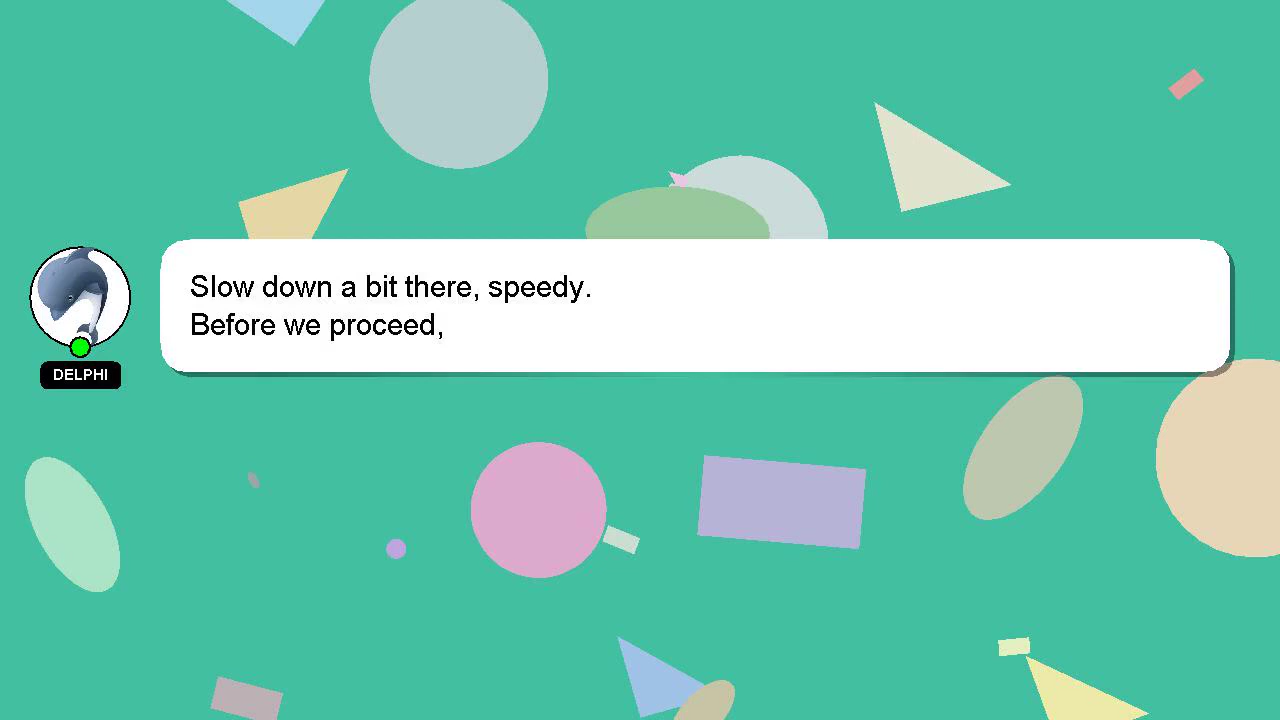 Slow down a bit there, speedy.
Before we proceed,
DELPHI